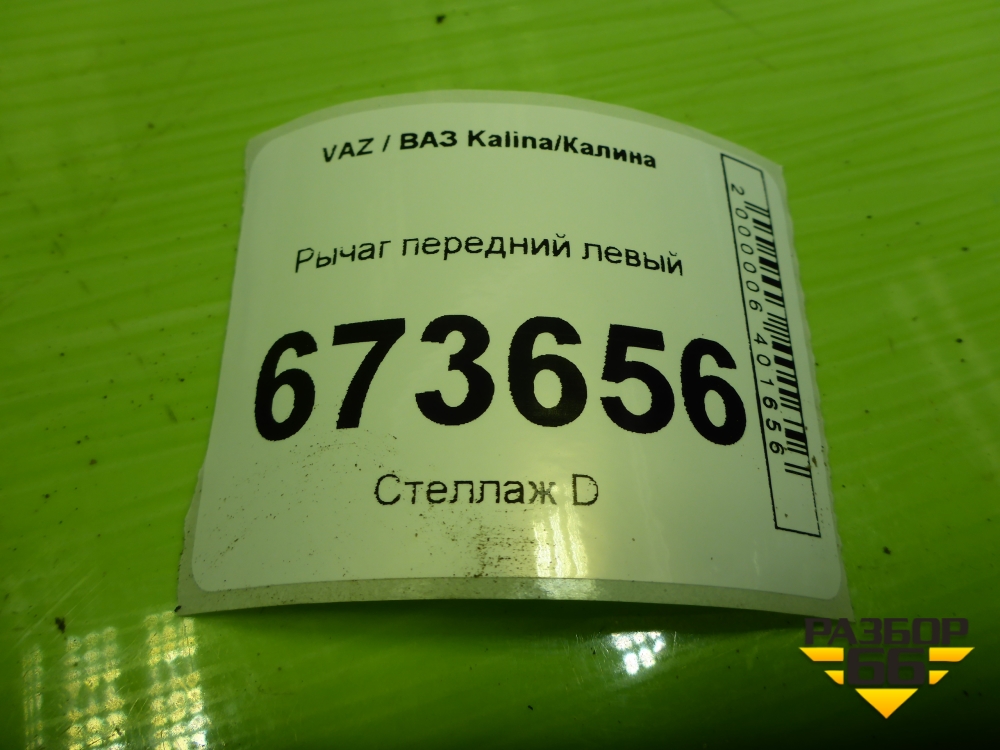 VAZ / ВАЗ Kalina/Калина
Рычаг передний левый
673656
Стеллаж D
2000006401656
РАЗБОР
66